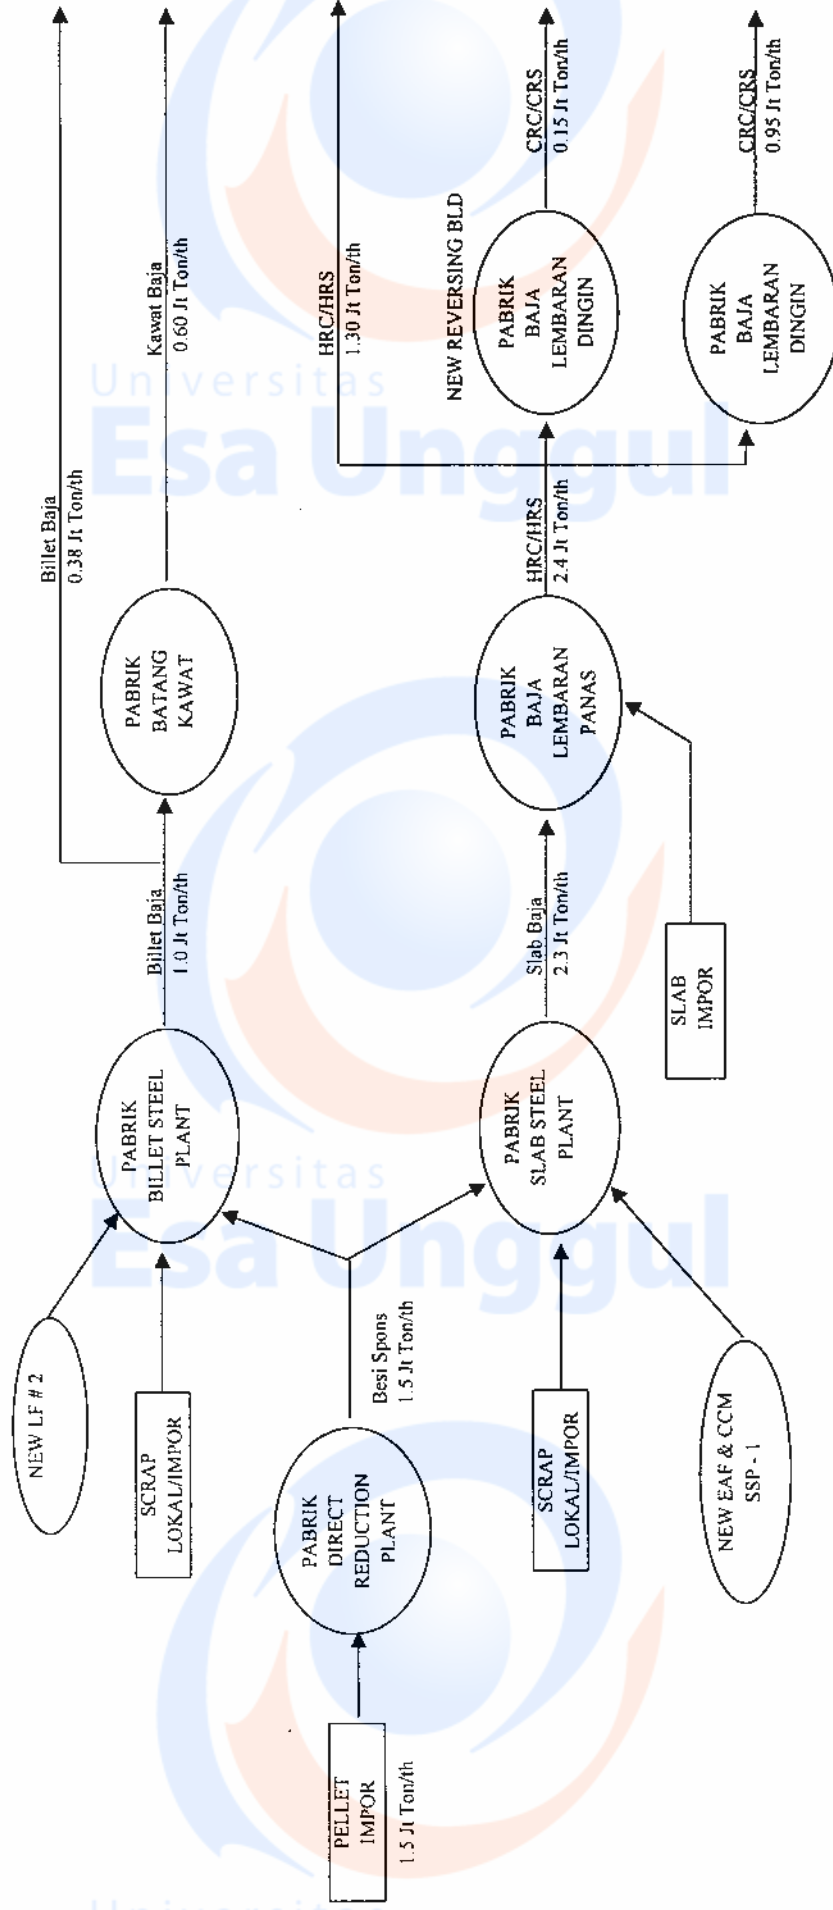 NEW LF # 2
SCRAP
LOKAL/IMPOR
PELLET
IMPOR
1.5 Jt Ton/th
PABRIK
DIRECT
REDUCTION
PLANT
Besi Spons
1.5 Jt Ton/th
SCRAP
LOKAL/IMPOR
NEW EAF & CCM
SSP - 1
PABRIK
BILLET STEEL
PLANT
Billet Baja
1.0 Jt Ton/th
PABRIK
SLAB STEEL
PLANT
Slab Baja
2.3 Jt Ton/th
SLAB
IMPOR
PABRIK
BATANG
KAWAT
PABRIK
BAJA
LEMBARAN
PANAS
Billet Baja
0.38 Jt Ton/th
Kawat Baja
0.60 Jt Ton/th
HRC/HRS
2.4 Jt Ton/th
HRC/HRS
1.30 Jt Ton/th
NEW REVERSING BLD
PABRIK
BAJA
LEMBARAN
DINGIN
CRC/CRS
0.15 Jt Ton/th
PABRIK
BAJA
LEMBARAN
DINGIN
CRC/CRS
0.95 Jt Ton/th
Universitas
Esa Unggul
Universitas
Esa Unggul
Universitas